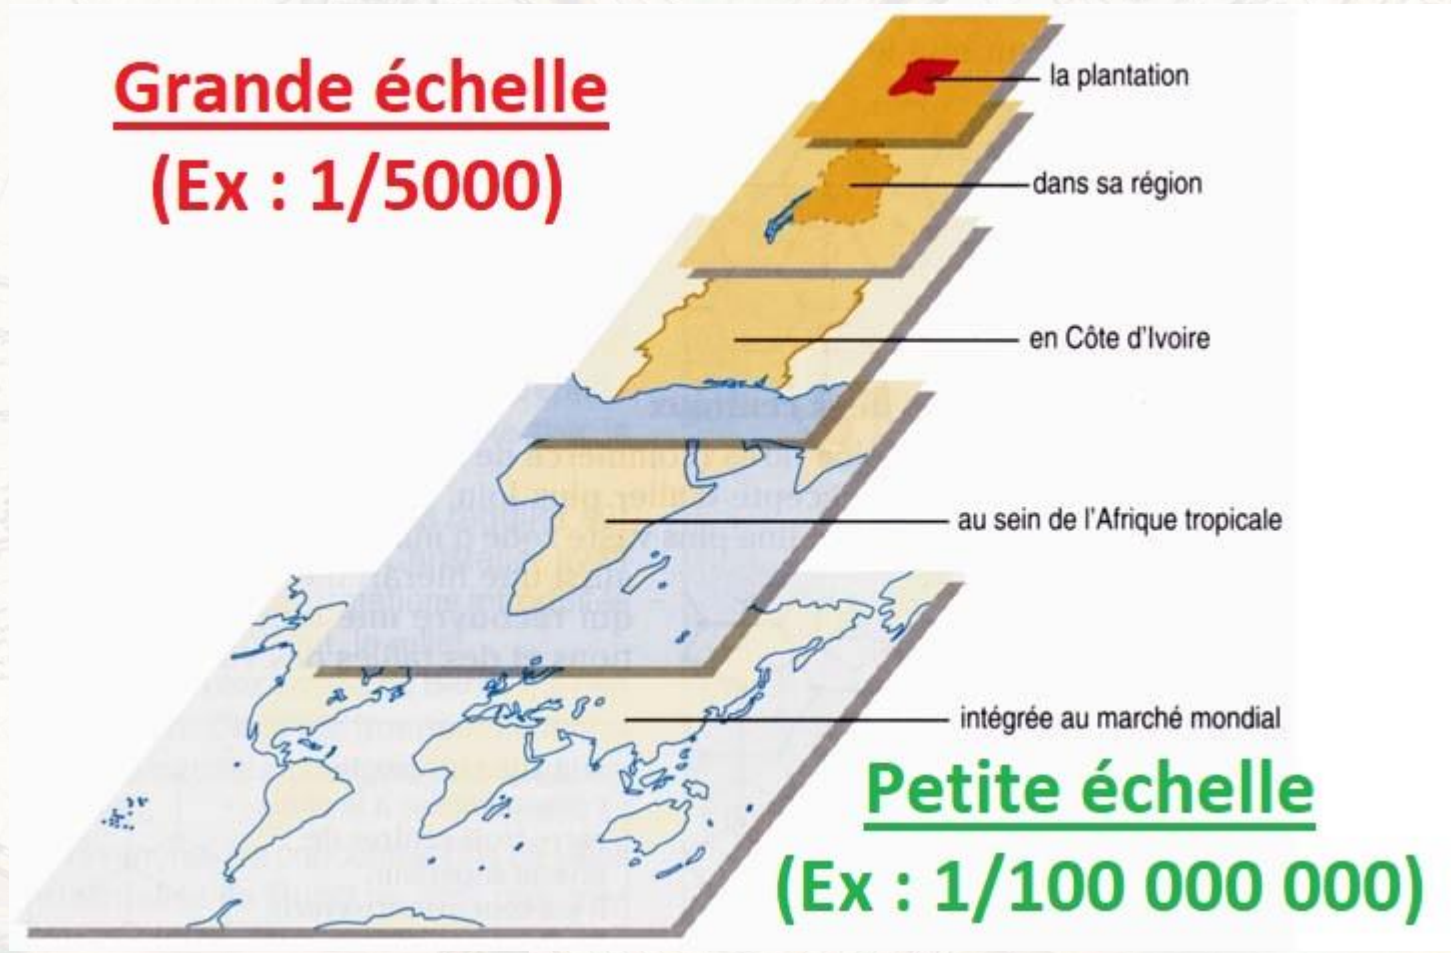 Grande échelle
(Ex : 1/5000)
la plantation
dans sa région
en Côte d'Ivoire
au sein de l'Afrique tropicale
intégrée au marché mondial
Petite échelle
(Ex : 1/100 000 000)